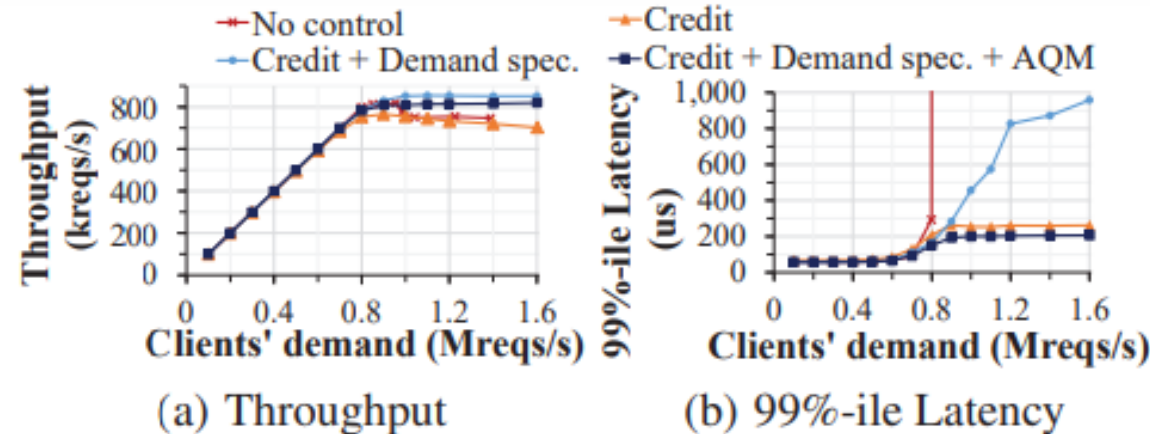 No control
Credit
Credit + Demand spec.
Credit + Demand spec. + AQM
Throughput
(kreqs/s)
800
600
400
200
0
0 0.4 0.8 1.2 1.6
Clients' demand (Mreqs/s)
(a) Throughput
99%-ile Latency
(us)
1,000
800
600
400
200
0
0 0.4 0.8 1.2 1.6
Clients' demand (Mreqs/s)
(b) 99%-ile Latency